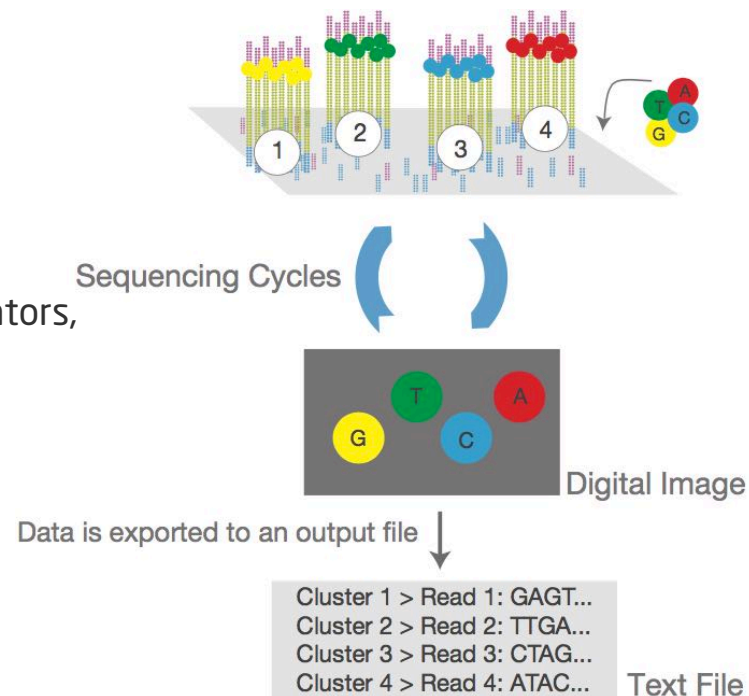 A
T
C
G
2
4
1
3
Sequencing Cycles
ators,
T
A
G
C
Digital Image
Data is exported to an output file
Cluster 1 > Read 1: GAGT...
Cluster 2 > Read 2: TTGA...
Cluster 3 > Read 3: CTAG...
Cluster 4 > Read 4: ATAC...
Text File